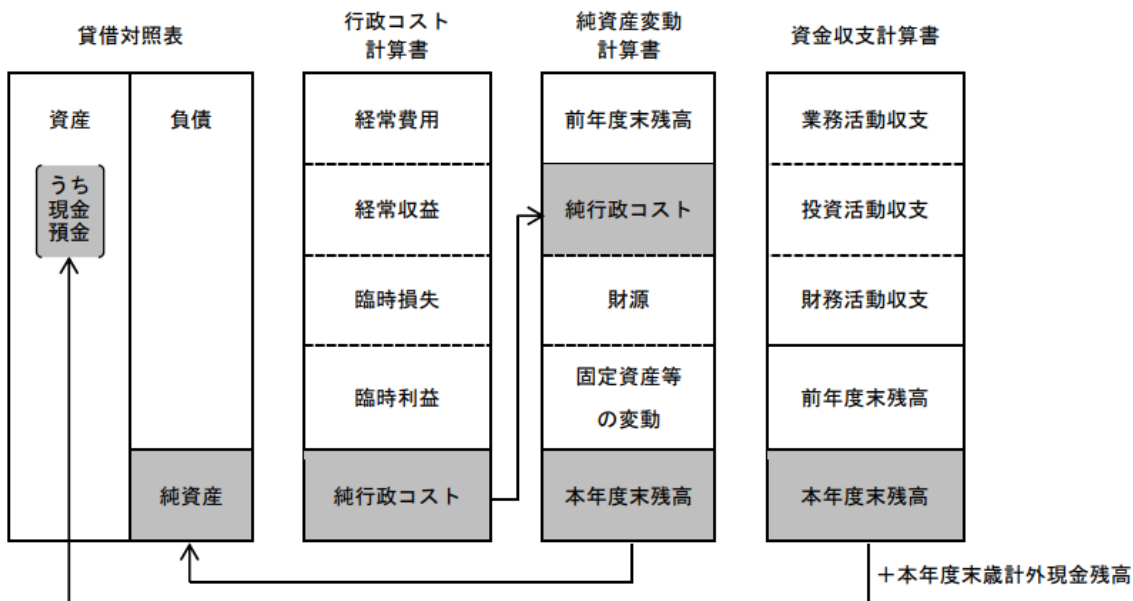 貸借対照表
資産
うち
現金
預金
負債
純資産
行政コスト
計算書
経常費用
経常収益
臨時損失
臨時利益
純行政コスト
純資産変動
計算書
前年度末残高
純行政コスト
財源
固定資産等
の変動
本年度末残高
資金収支計算書
業務活動収支
投資活動収支
財務活動収支
前年度末残高
本年度末残高
＋本年度末歳計外現金残高